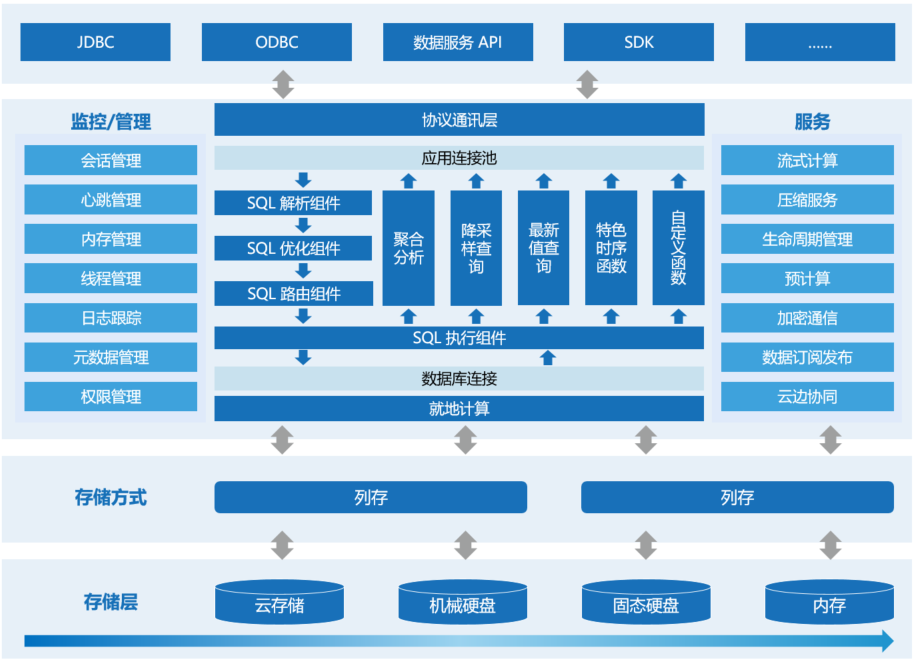 JDBC
ODBC
数据服务 API
SDK
......
监控/管理
会话管理
心跳管理
内存管理
线程管理
日志跟踪
元数据管理
权限管理
协议通讯层
应用连接池
SQL 解析组件
SQL 优化组件
SQL 路由组件
聚合
分析
降采
样查
询
最新
值查
询
特色
时序
函数
自
定
义
函
数
SQL 执行组件
数据库连接
就地计算
服务
流式计算
压缩服务
生命周期管理
预计算
加密通信
数据订阅发布
云边协同
存储方式
列存
列存
存储层
云存储
机械硬盘
固态硬盘
内存